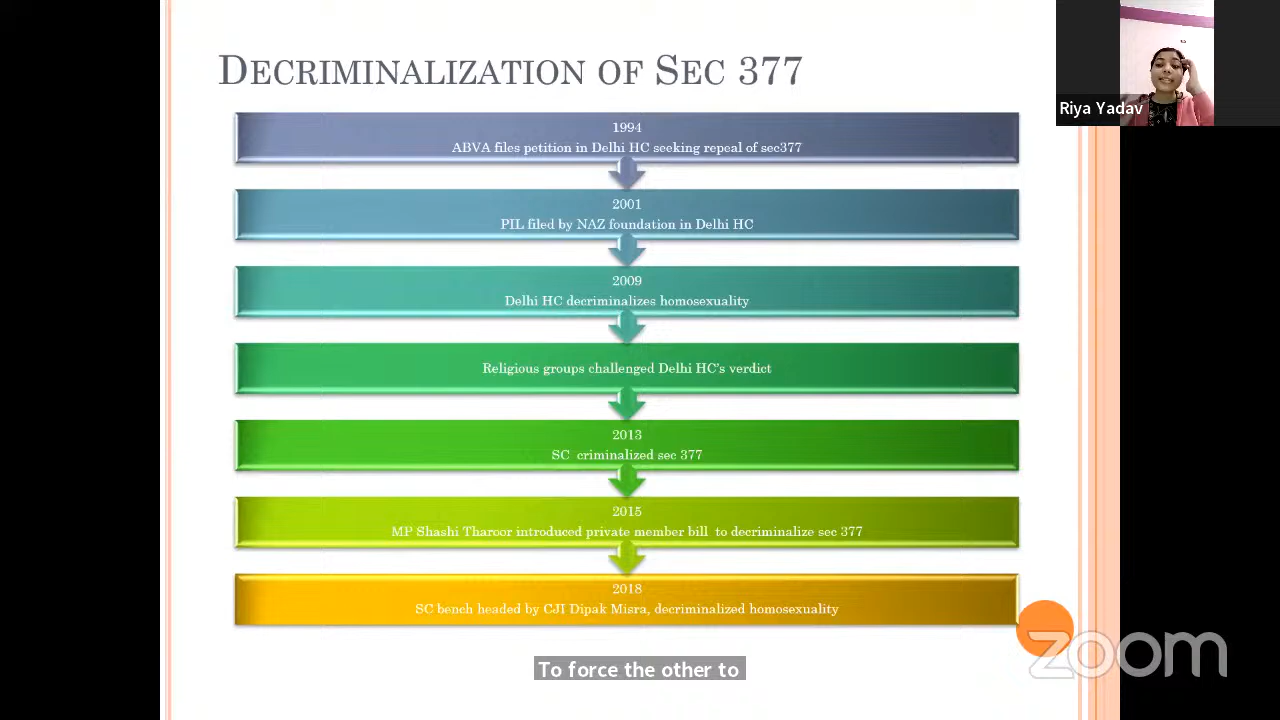 DECRIMINALIZATION OF SEC 377
Riya Yadav
1994
ABVA files petition in Delhi HC seeking repeal of sec377
2001
PIL filed by NAZ foundation in Delhi HC
2009
Delhi HC decriminalizes homosexuality
Religious groups challenged Delhi HC's verdict
2013
SC criminalized sec 377
2015
MP Shashi Tharoor introduced private member bill to decriminalize sec 377
2018
SC bench headed by CJI Dipak Misra, decriminalized homosexuality
zoom
To force the other to